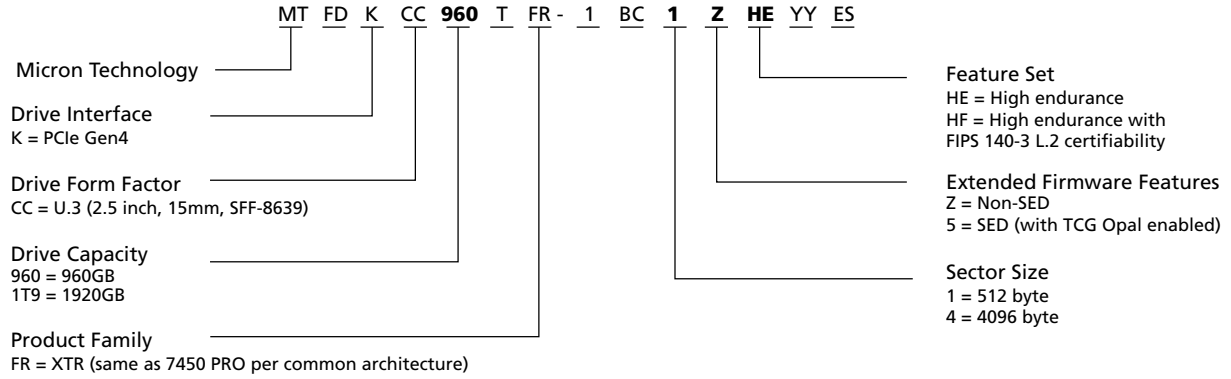 MT FD K CC 960 T FR - 1 BC 1 Z HE YY ES
Micron Technology
Drive Interface
K = PCIe Gen4
Drive Form Factor
CC = U.3 (2.5 inch, 15mm, SFF-8639)
Drive Capacity
960 = 960GB
1T9 = 1920GB
Product Family
FR = XTR (same as 7450 PRO per common architecture)
Feature Set
HE = High endurance
HF = High endurance with
FIPS 140-3 L.2 certifiability
Extended Firmware Features
Z = Non-SED
5 = SED (with TCG Opal enabled)
Sector Size
1 = 512 byte
4 = 4096 byte